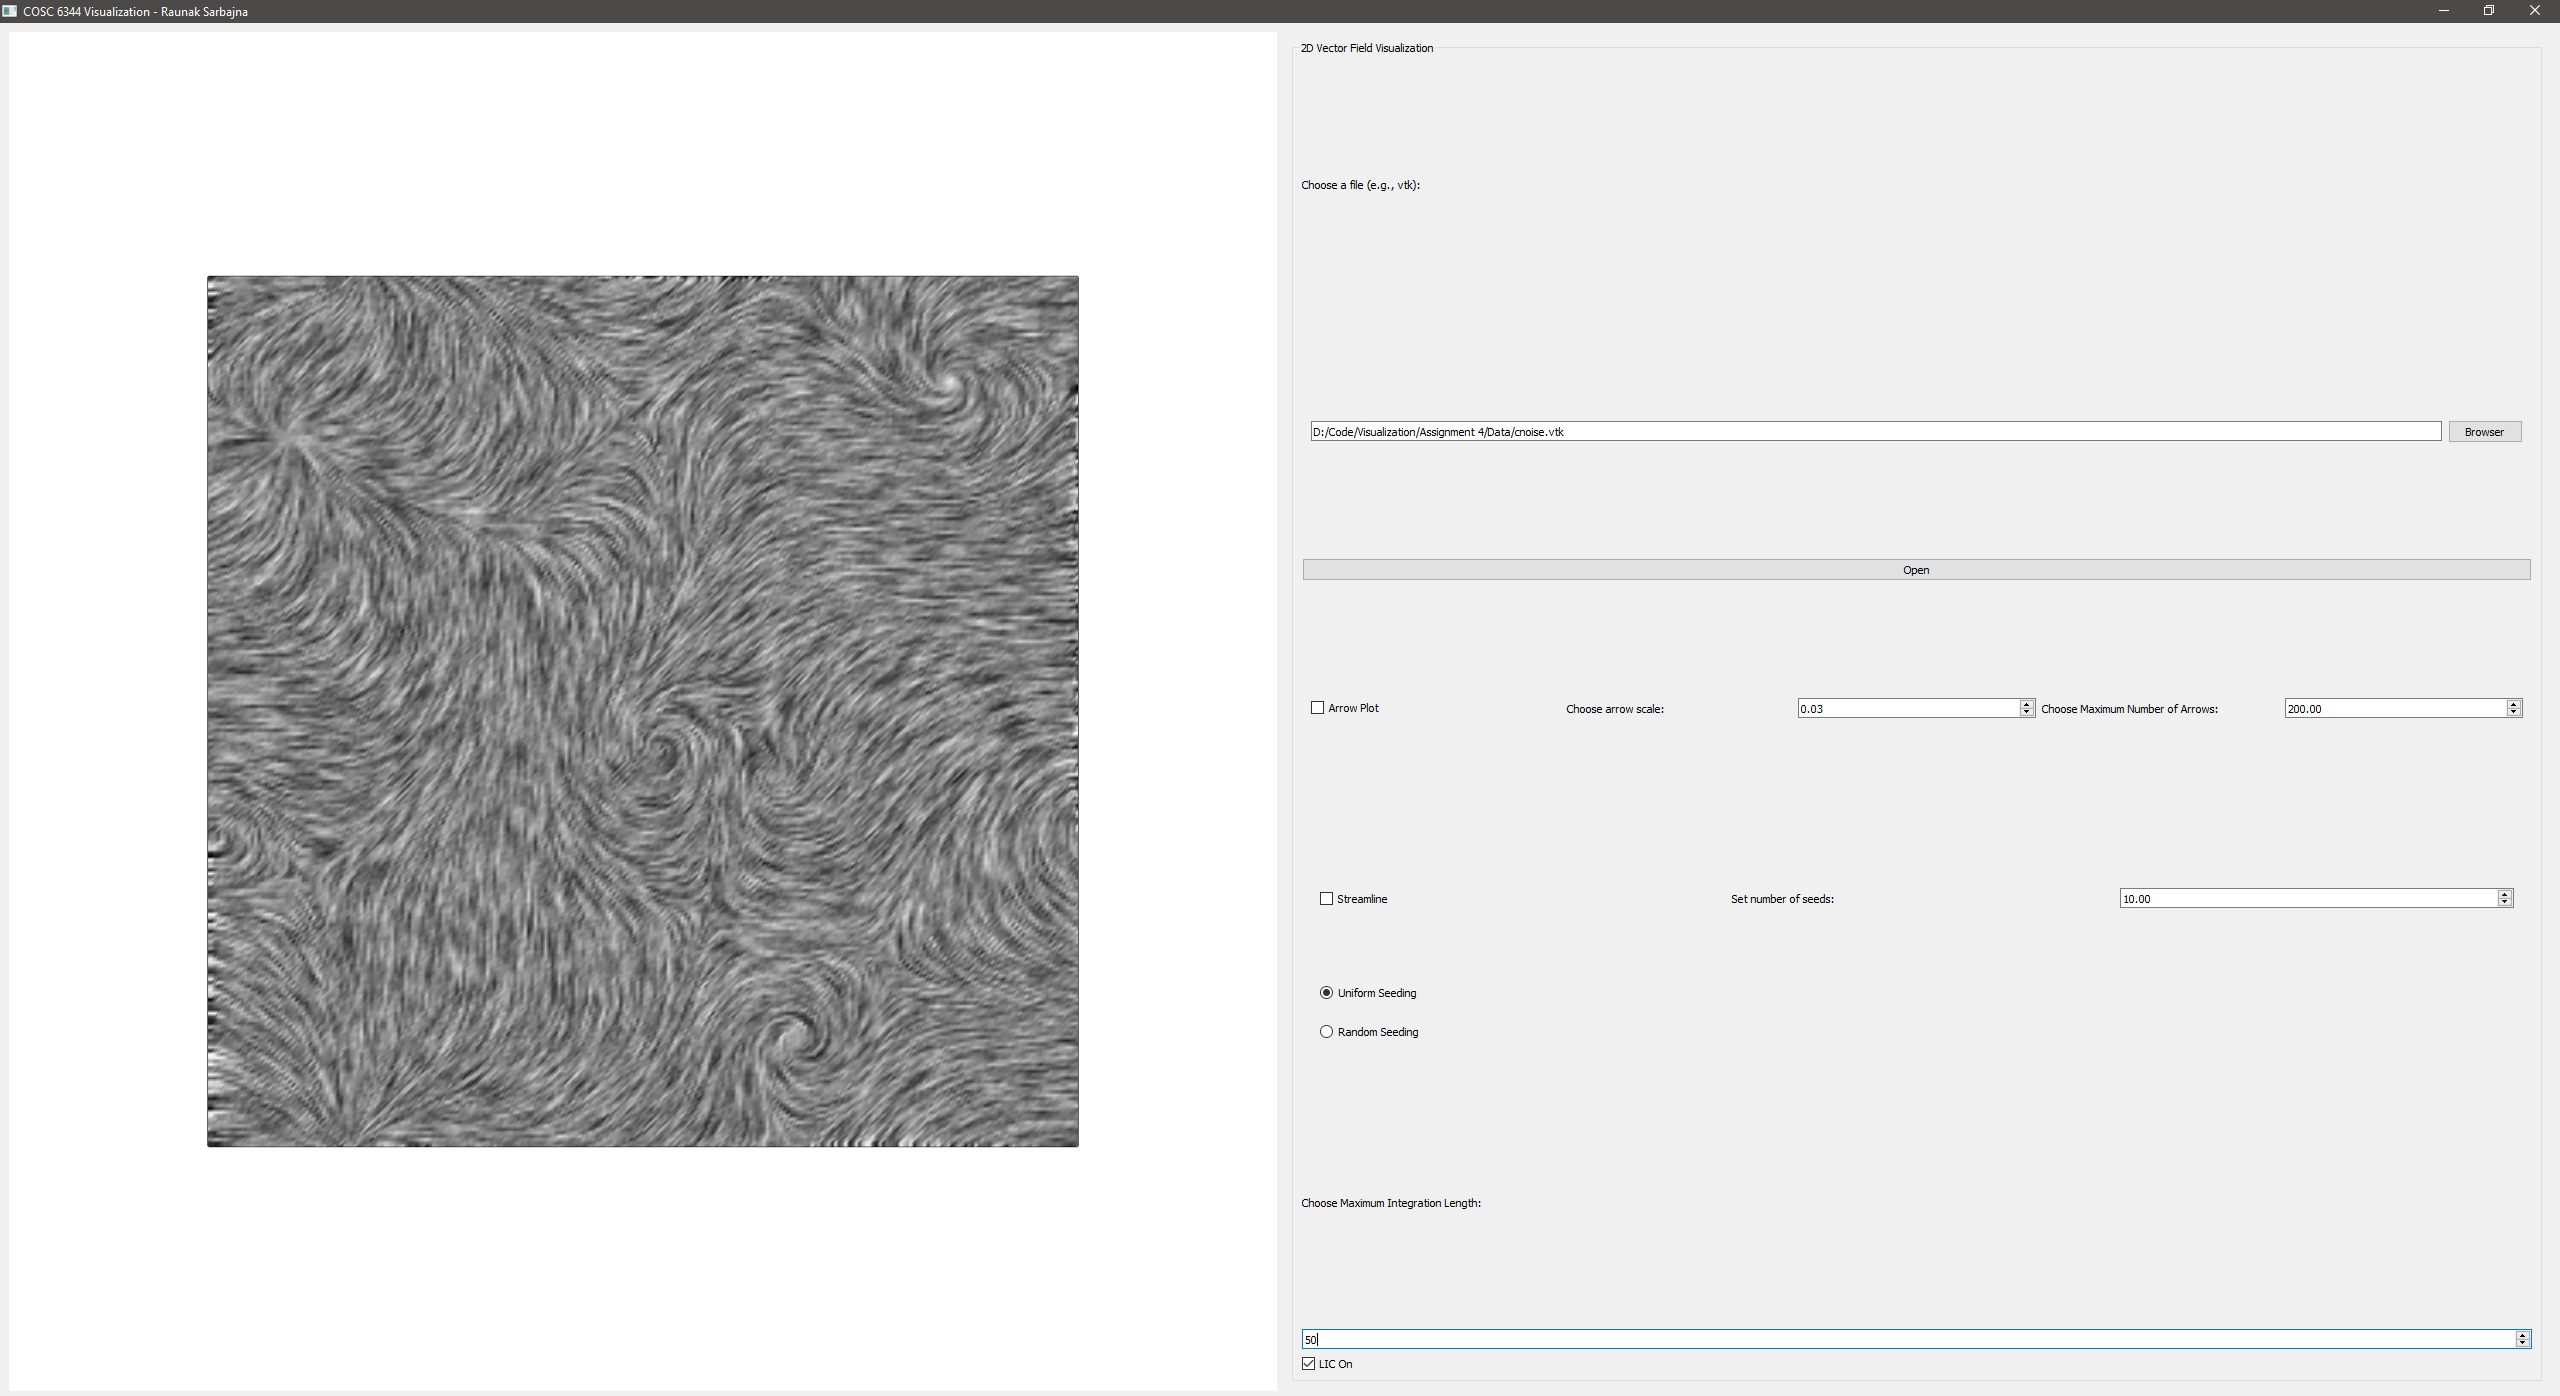 COSC 6344 Visualization - Raunak Sarbajna
2D Vector Field Visualization
Choose a file (e.g., vtk):
D:/Code/Visualization/Assignment 4/Data/cnoise.vtk Browser
Open
Arrow Plot Choose arrow scale: 0.03 Choose Maximum Number of Arrows: 200.00
Streamline Set number of seeds: 10.00
Uniform Seeding
Random Seeding
Choose Maximum Integration Length:
50
LIC On